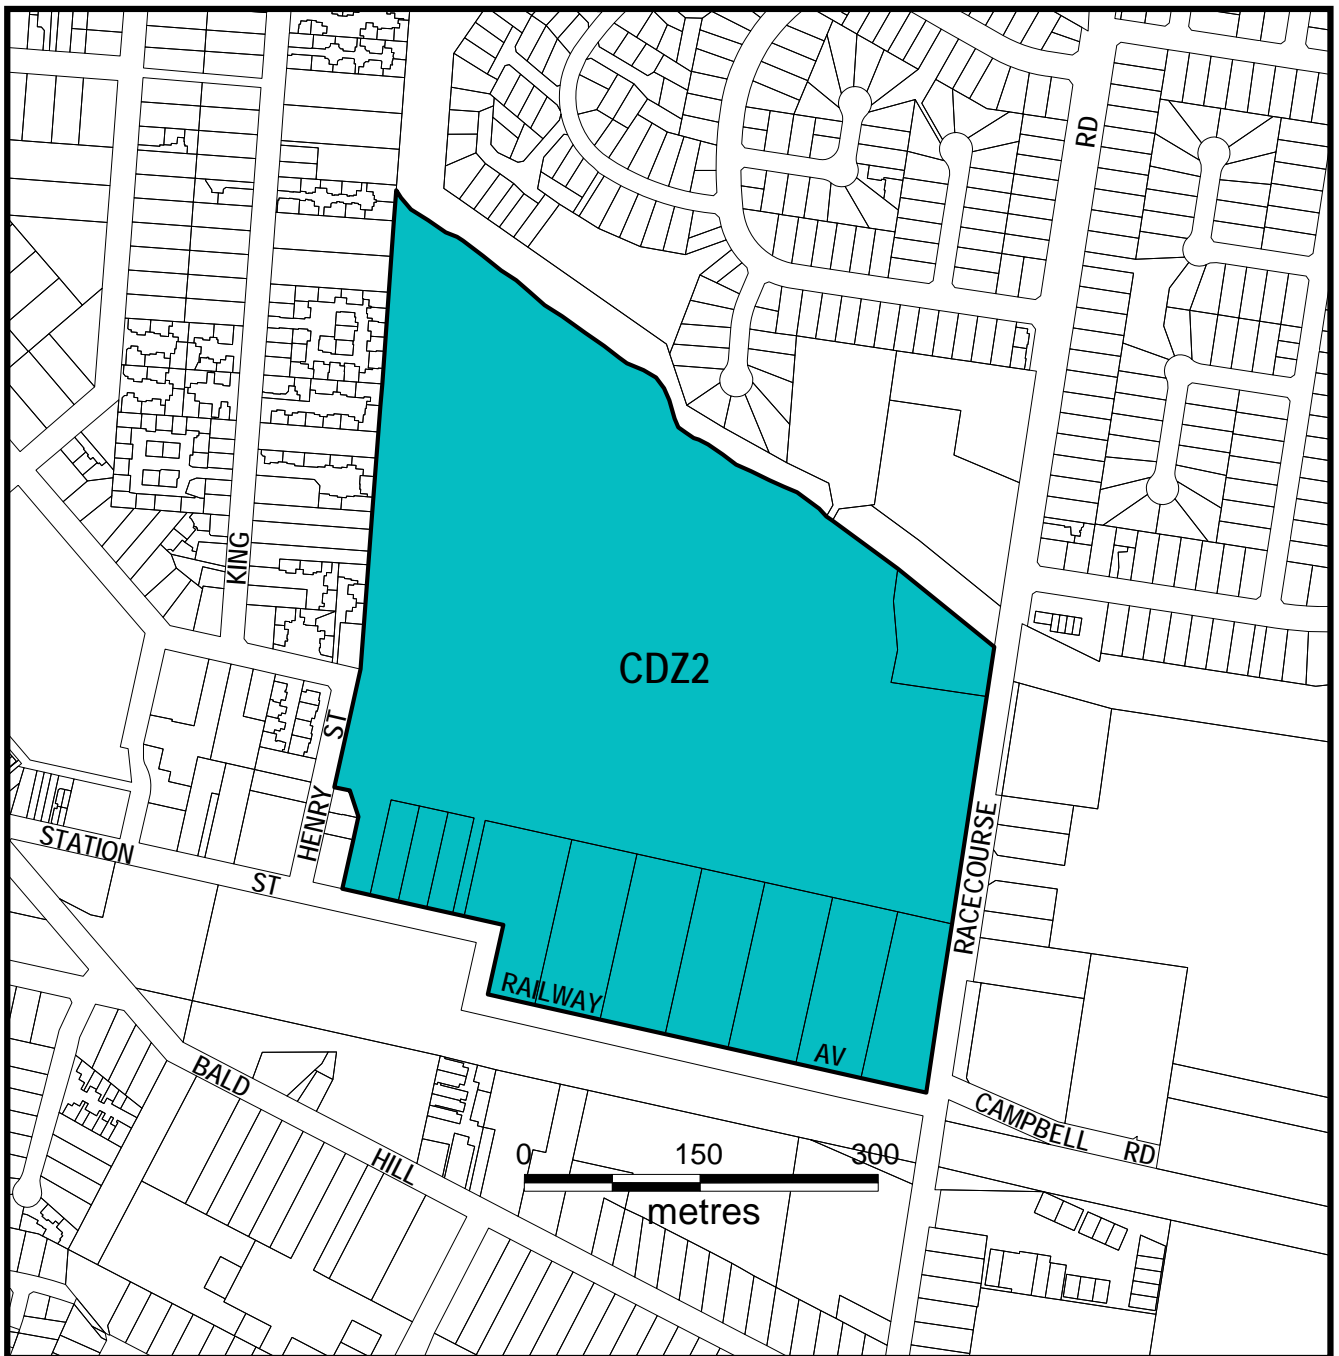 RD
KING
CDZ2
ST
HENRY
STATION
ST
RACECOURSE
RAILWAY
AV
BALD
HILL
CAMPBELL
RD
0 150 300
metres